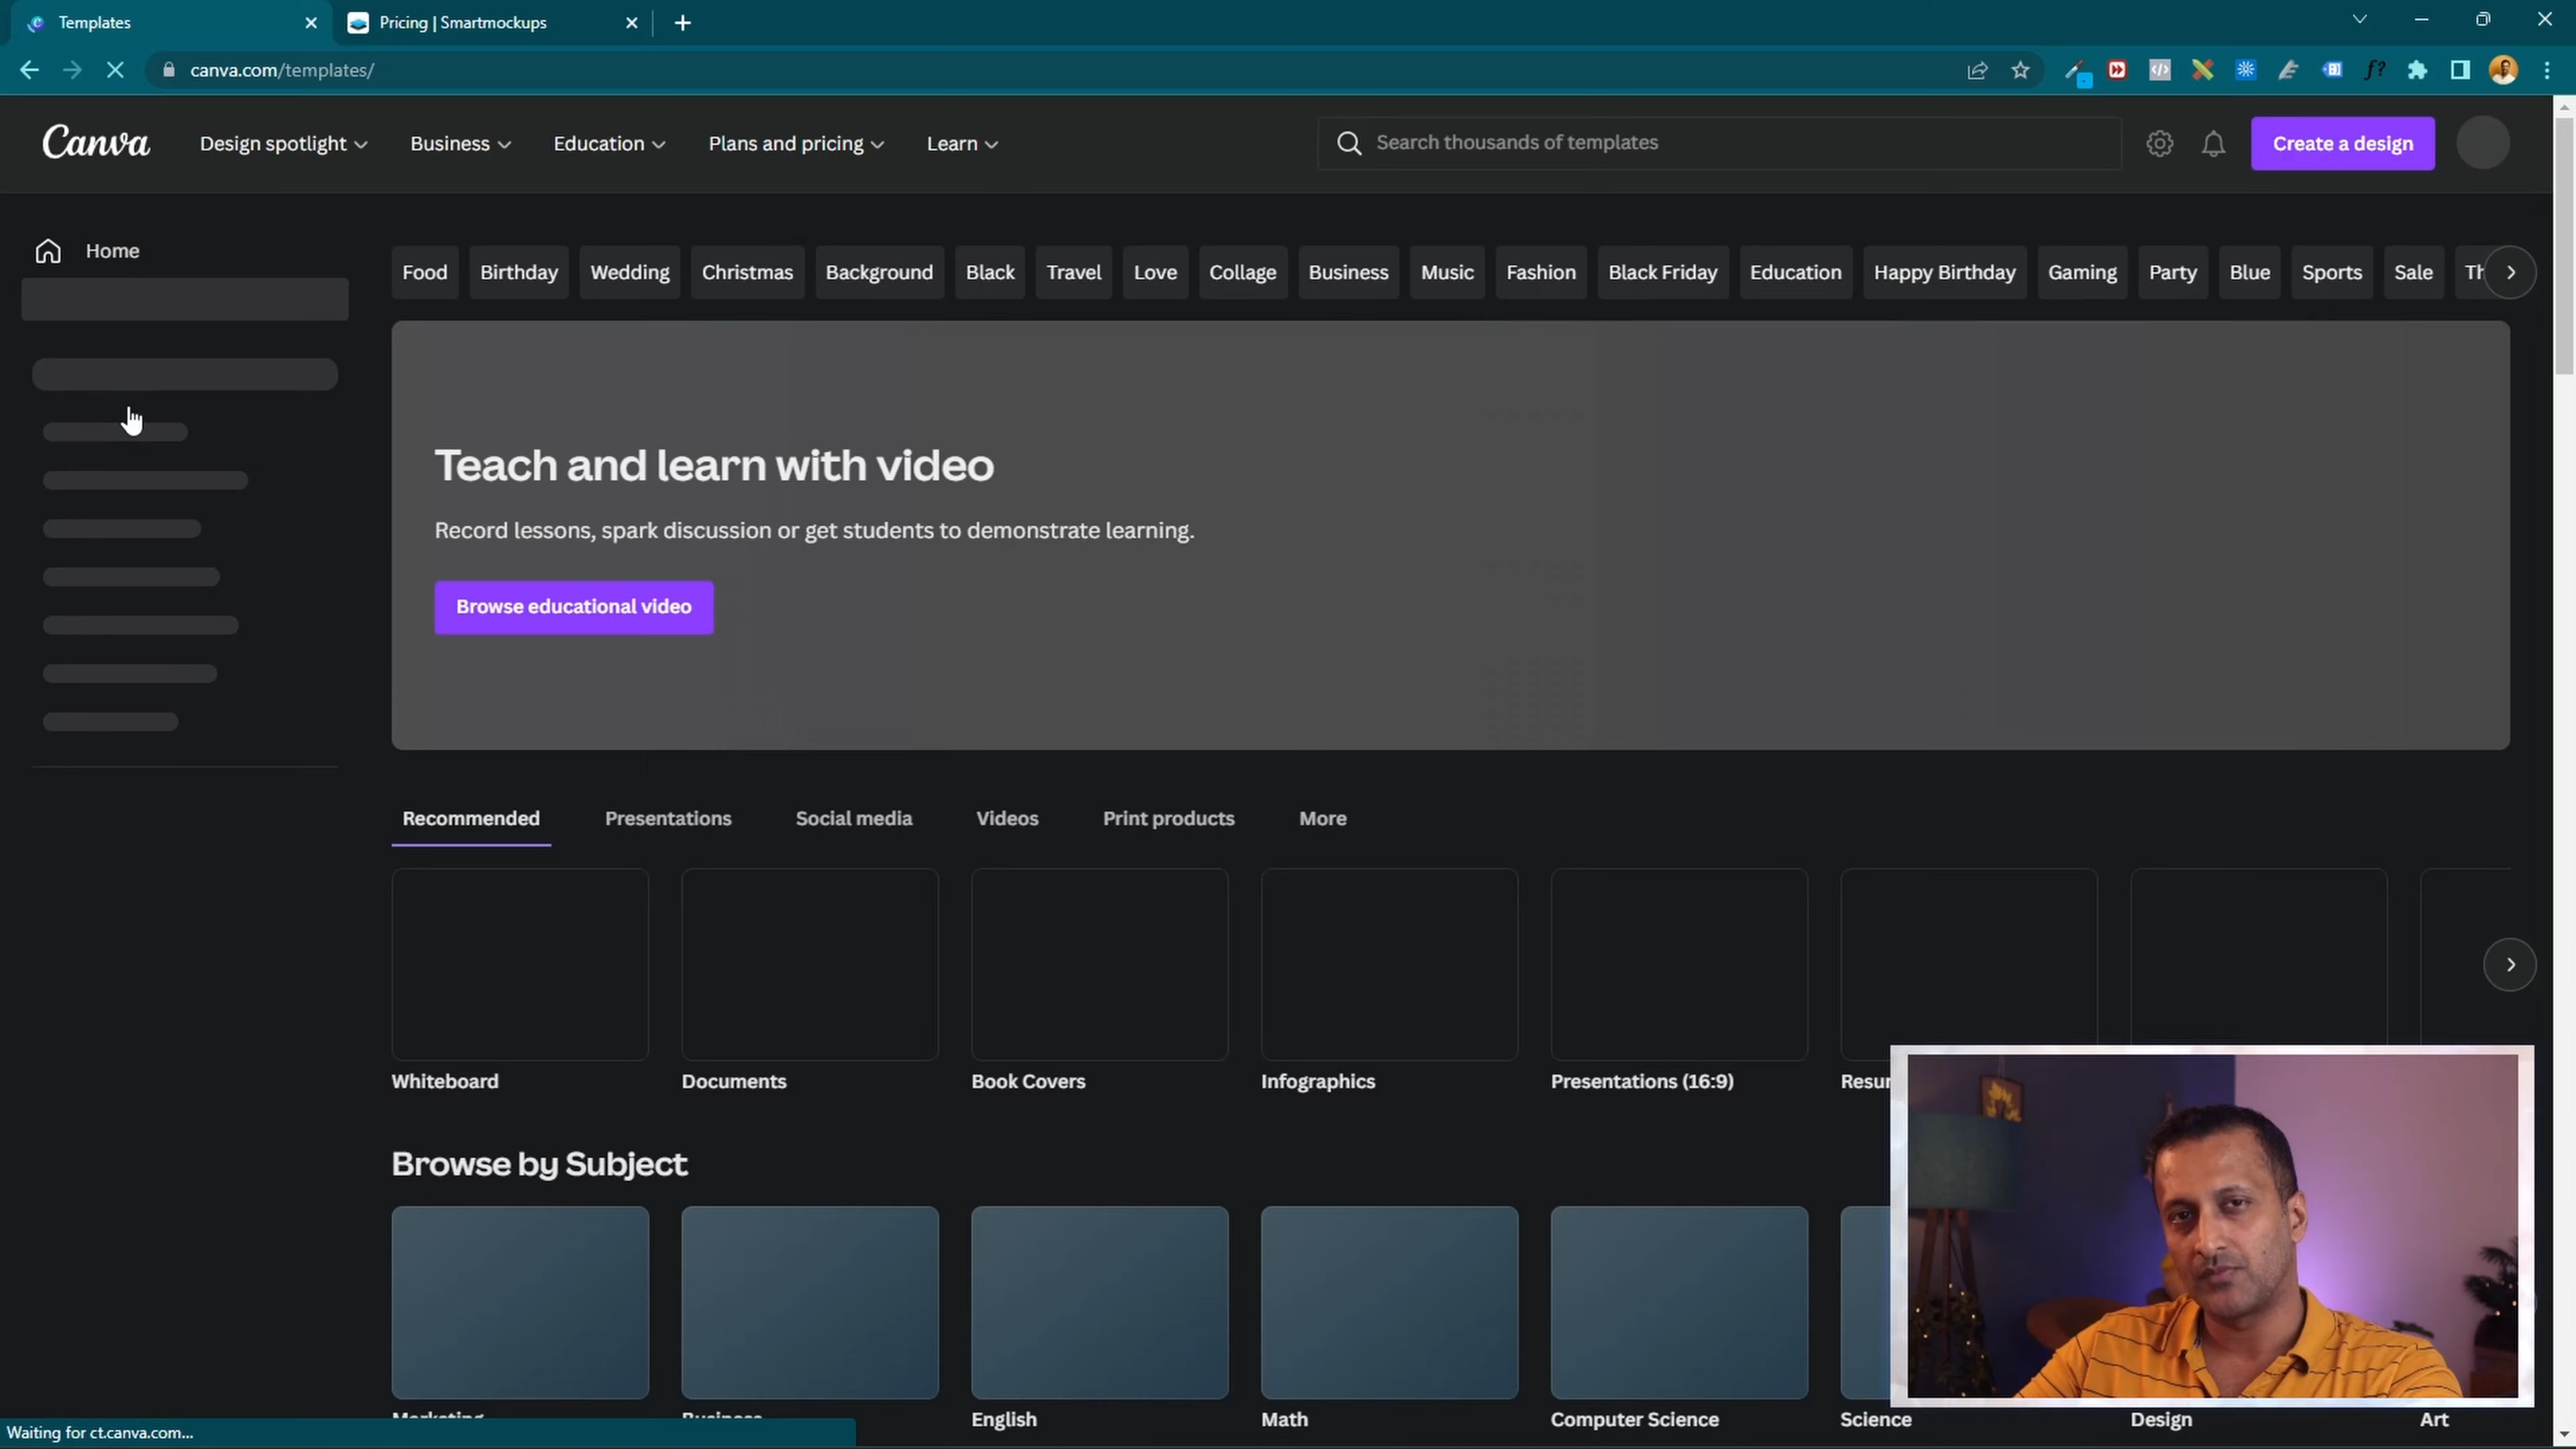 Templates
Pricing | Smartmockups
canva.com/templates/
Canva
Design spotlight
Business
Education
Plans and pricing
Learn
Search thousands of templates
Create a design
Home
Food
Birthday
Wedding
Christmas
Background
Black
Travel
Love
Collage
Business
Music
Fashion
Black Friday
Education
Happy Birthday
Gaming
Party
Blue
Sports
Sale
Teach and learn with video
Record lessons, spark discussion or get students to demonstrate learning.
Browse educational video
Recommended
Presentations
Social media
Videos
Print products
More
Whiteboard
Documents
Book Covers
Infographics
Presentations (16:9)
Browse by Subject
Marketing
Business
English
Math
Computer Science
Science
Design
Art
Waiting for ct.canva.com...